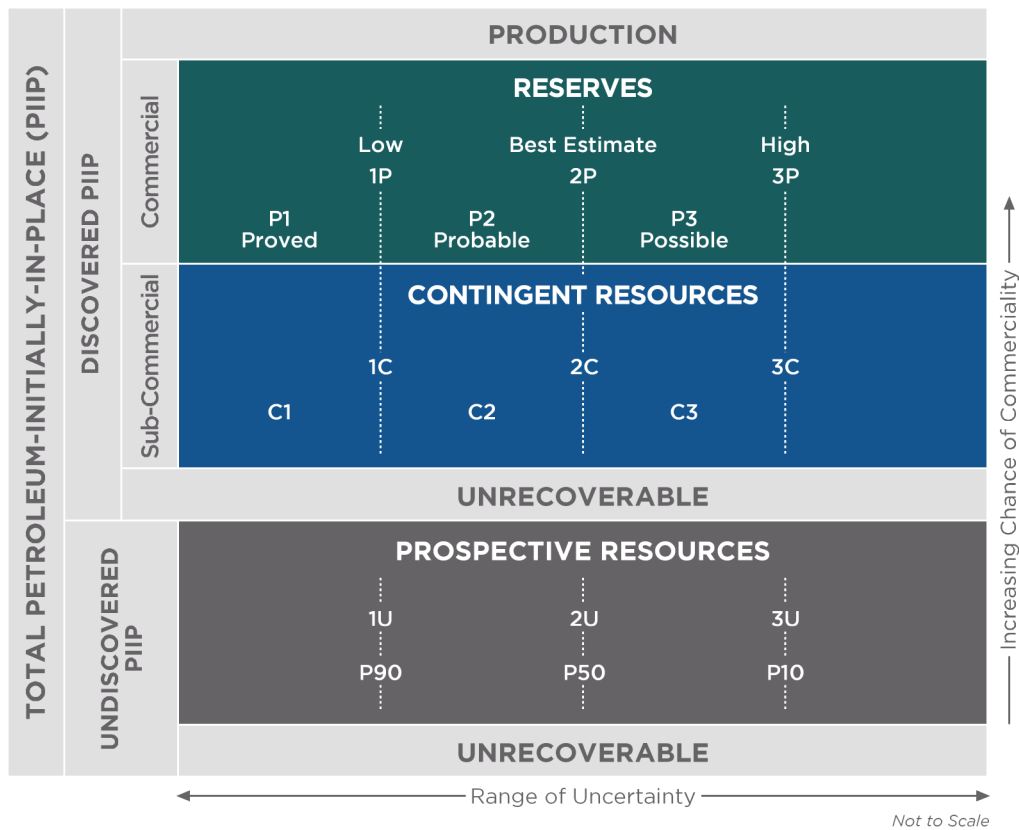 TOTAL PETROLEUM-INITIALLY-IN-PLACE (PIIP)
DISCOVERED PIIP
PRODUCTION
Commercial
RESERVES
Low
Best Estimate
High
1P
2P
3P
P1
Proved
P2
Probable
P3
Possible
Sub-Commercial
CONTINGENT RESOURCES
1C
2C
3C
C1
C2
C3
UNRECOVERABLE
UNDISCOVERED
PIIP
PROSPECTIVE RESOURCES
1U
2U
3U
P90
P50
P10
UNRECOVERABLE
Increasing Chance of Commerciality
Range of Uncertainty
Not to Scale